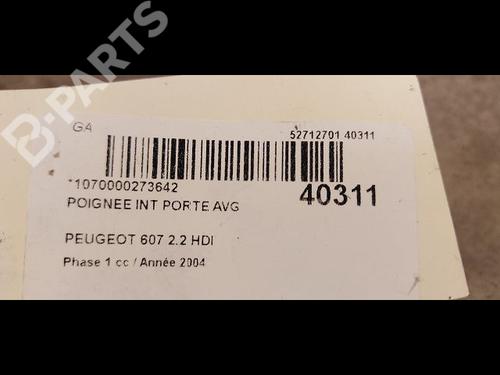 B-PARTS
GA
52712701 40311
*1070000273642
40311
POIGNEE INT PORTE AVG
PEUGEOT 607 2.2 HDI
Phase 1 cc / Année 2004